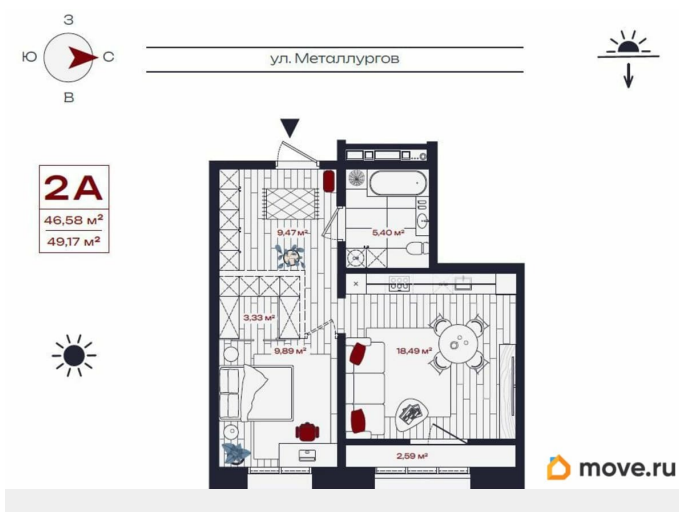 З
Ю
С
В
ул. Металлургов
2А
46,58 м²
49,17 м²
9,47 м²
5,40 м²
3,33 м²
9,89 м²
18,49 м²
2,59 м
move.ru